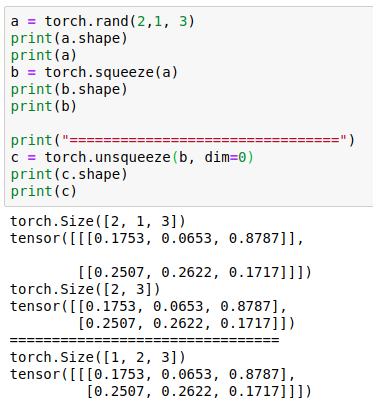 a = torch.rand(2,1, 3)
print(a.shape)
print(a)
b = torch.squeeze(a)
print(b.shape)
print(b)
print("================================")
c = torch.unsqueeze(b, dim=0)
print(c.shape)
print(c)
torch.Size([2, 1, 3])
tensor([[[0.1753, 0.0653, 0.8787]],
[[0.2507, 0.2622, 0.1717]]])
torch.Size([2, 3])
tensor([[0.1753, 0.0653, 0.8787],
[0.2507, 0.2622, 0.1717]])
================================
torch.Size([1, 2, 3])
tensor([[[0.1753, 0.0653, 0.8787],
[0.2507, 0.2622, 0.1717]]])